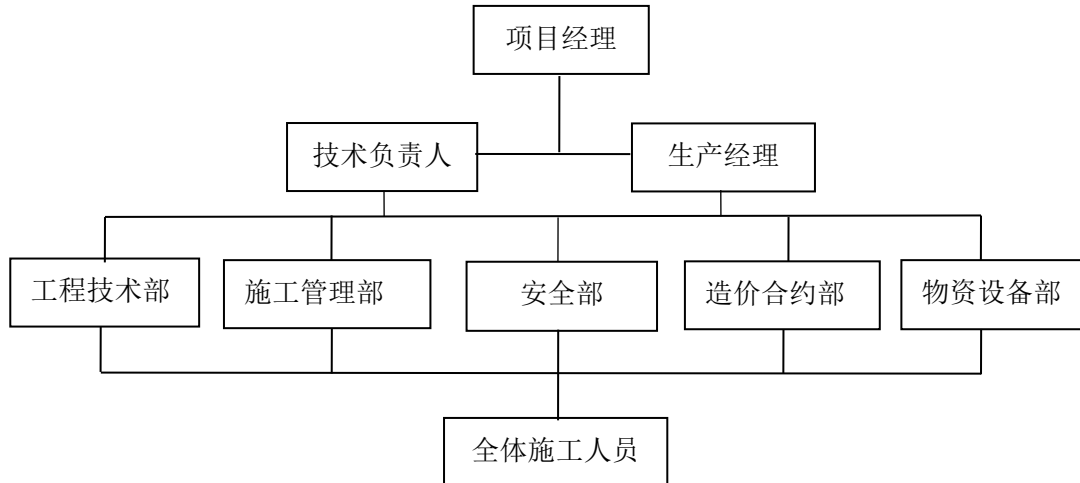 项目经理
技术负责人
生产经理
工程技术部
施工管理部
安全部
造价合约部
物资设备部
全体施工人员